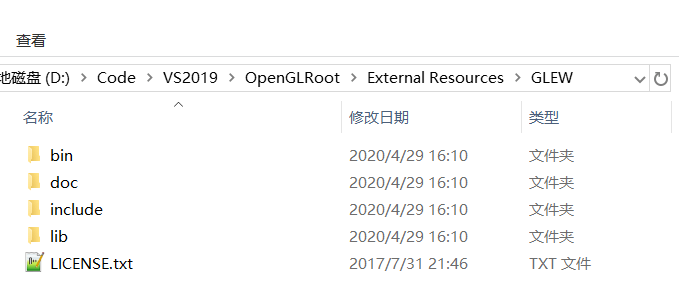 查看
地磁盘 (D:) > Code > VS2019 > OpenGLRoot > External Resources > GLEW
名称 修改日期 类型
bin 2020/4/29 16:10 文件夹
doc 2020/4/29 16:10 文件夹
include 2020/4/29 16:10 文件夹
lib 2020/4/29 16:10 文件夹
LICENSE.txt 2017/7/31 21:46 TXT 文件